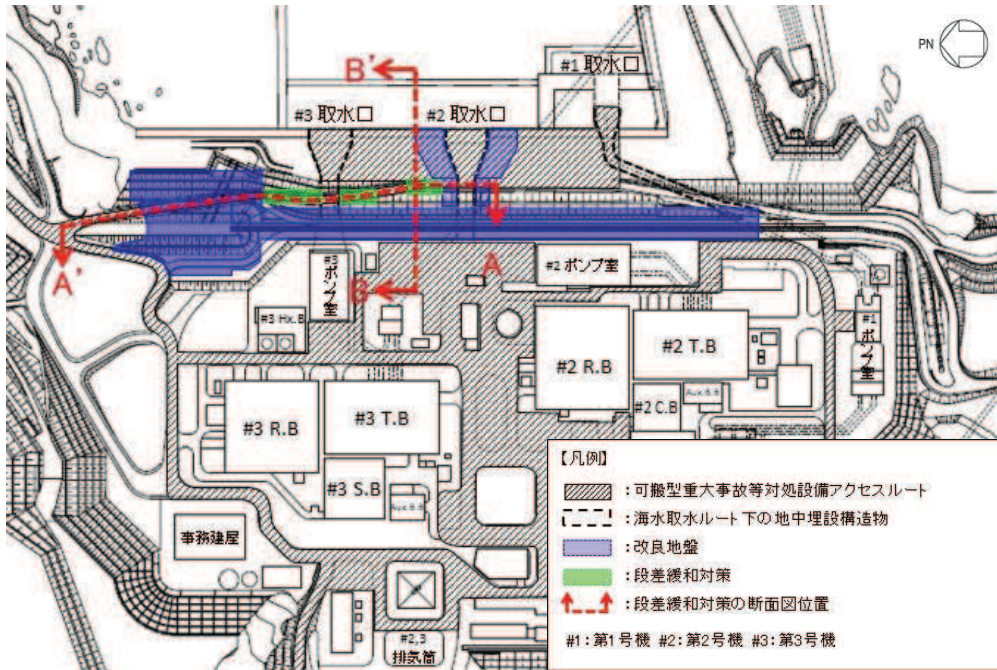 PN
#1 取水口
B'
#3 取水口
#2 取水口
A'
A
B
#3
ポンプ室
#2 ポンプ室
#3 Hx.B
#1
ポンプ室
#2 T.B
#2 R.B
Aux.B.B
#2 C.B
#3 R.B
#3 T.B
#3 S.B
Aux.B.B
事務建屋
#2,3
排気筒
【凡例】
:可搬型重大事故等対処設備アクセスルート
:海水取水ルート下の地中埋設構造物
:改良地盤
:段差緩和対策
:段差緩和対策の断面図位置
#1:第1号機 #2:第2号機 #3:第3号機